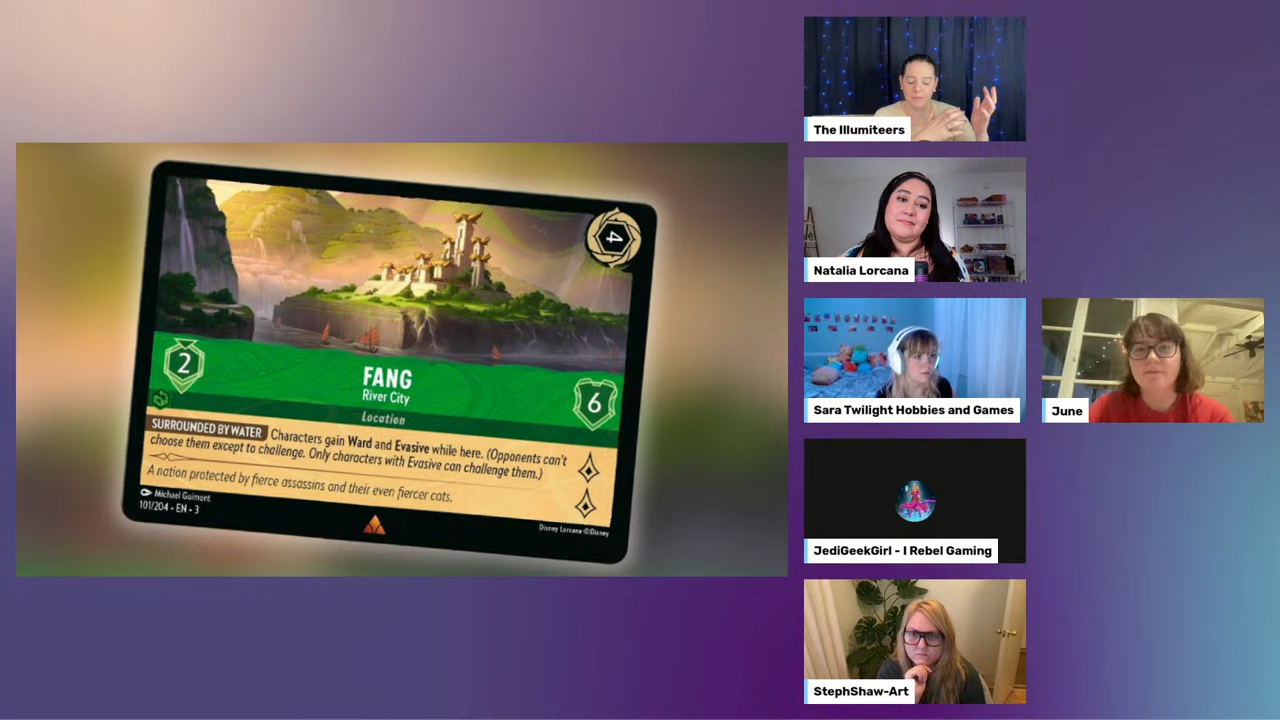 4
2
FANG
River City
6
Location
SURROUNDED BY WATER Characters gain Ward and Evasive while here. (Opponents can't
choose them except to challenge. Only characters with Evasive can challenge them.)
A nation protected by fierce assassins and their even fiercer cats.
Michael Guimont
101/204 • EN • 3
Disney Lorcana ©Disney
The Illumiteers
Natalia Lorcana
Sara Twilight Hobbies and Games
June
JediGeekGirl - I Rebel Gaming
StephShaw-Art